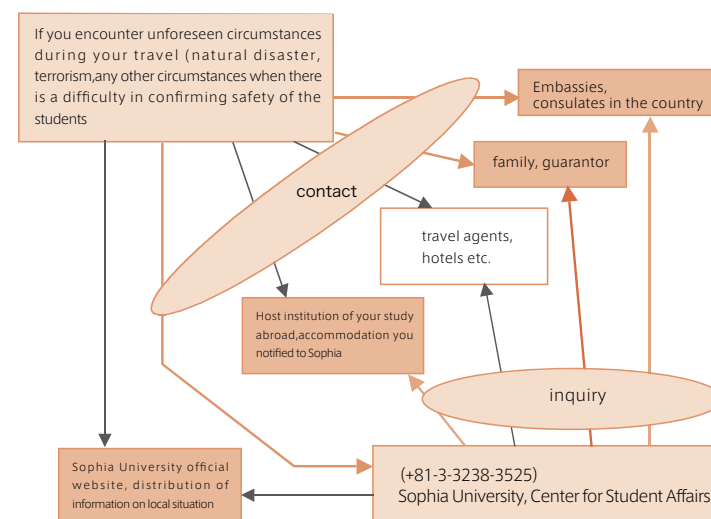 If you encounter unforeseen circumstances
during your travel (natural disaster,
terrorism,any other circumstances when there
is a difficulty in confirming safety of the
students
Embassies,
consulates in the country
family, guarantor
contact
travel agents,
hotels etc.
Host institution of your study
abroad,accommodation you
notified to Sophia
inquiry
Sophia University official
website, distribution of
information on local situation
(+81-3-3238-3525)
Sophia University, Center for Student Affairs